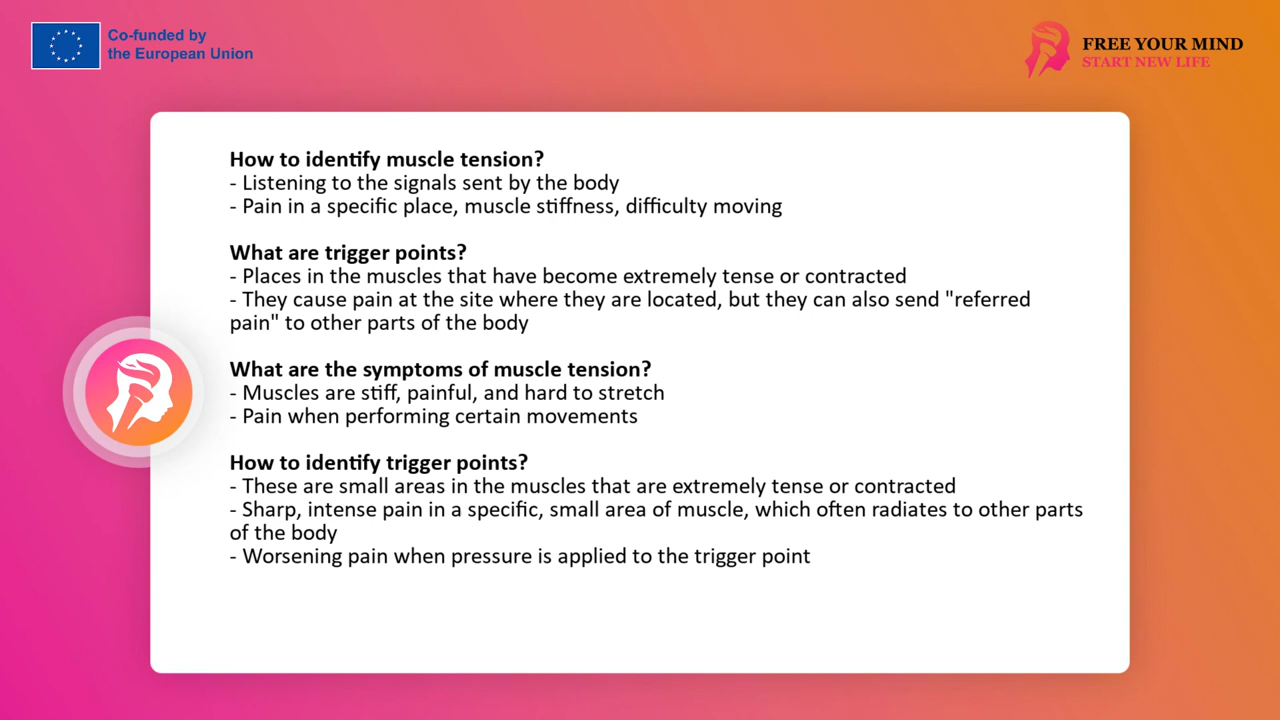 Co-funded by
the European Union
FREE YOUR MIND
START NEW LIFE
How to identify muscle tension?
- Listening to the signals sent by the body
- Pain in a specific place, muscle stiffness, difficulty moving
What are trigger points?
- Places in the muscles that have become extremely tense or contracted
- They cause pain at the site where they are located, but they can also send "referred
pain" to other parts of the body
What are the symptoms of muscle tension?
- Muscles are stiff, painful, and hard to stretch
- Pain when performing certain movements
How to identify trigger points?
- These are small areas in the muscles that are extremely tense or contracted
- Sharp, intense pain in a specific, small area of muscle, which often radiates to other parts
of the body
- Worsening pain when pressure is applied to the trigger point